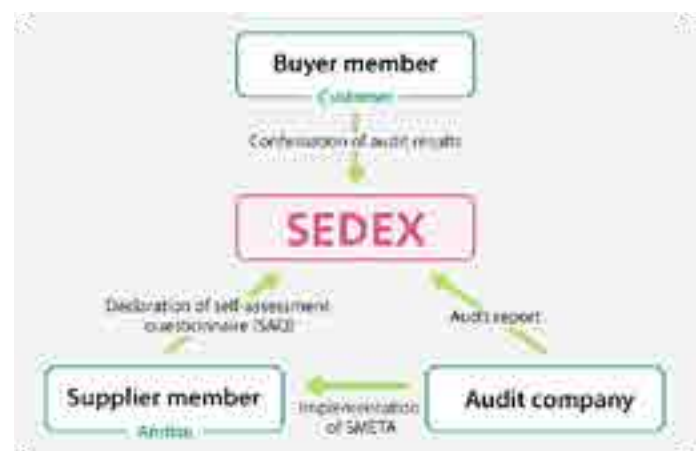 Buyer member
Customer
Confirmation of audit results
SEDEX
Declaration of self-assessment
questionnaire (SAQ)
Audit report
Supplier member
Audit company
Implementation
of SMETA